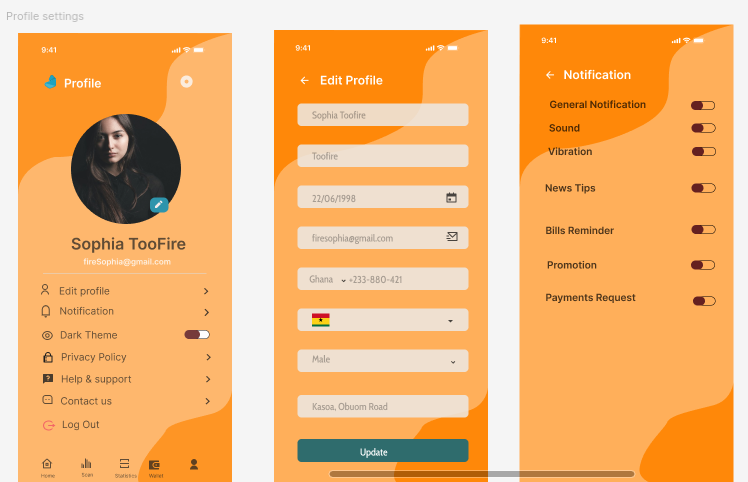 Profile settings
9:41
Profile
Sophia TooFire
fireSophia@gmail.com
Edit profile
Notification
Dark Theme
Privacy Policy
Help & support
Contact us
Log Out
Home
Scan
Statistics
Wallet
9:41
Edit Profile
Sophia Toofire
Toofire
22/06/1998
firesophia@gmail.com
Ghana +233-880-421
Male
Kasoa, Obuom Road
Update
9:41
Notification
General Notification
Sound
Vibration
News Tips
Bills Reminder
Promotion
Payments Request